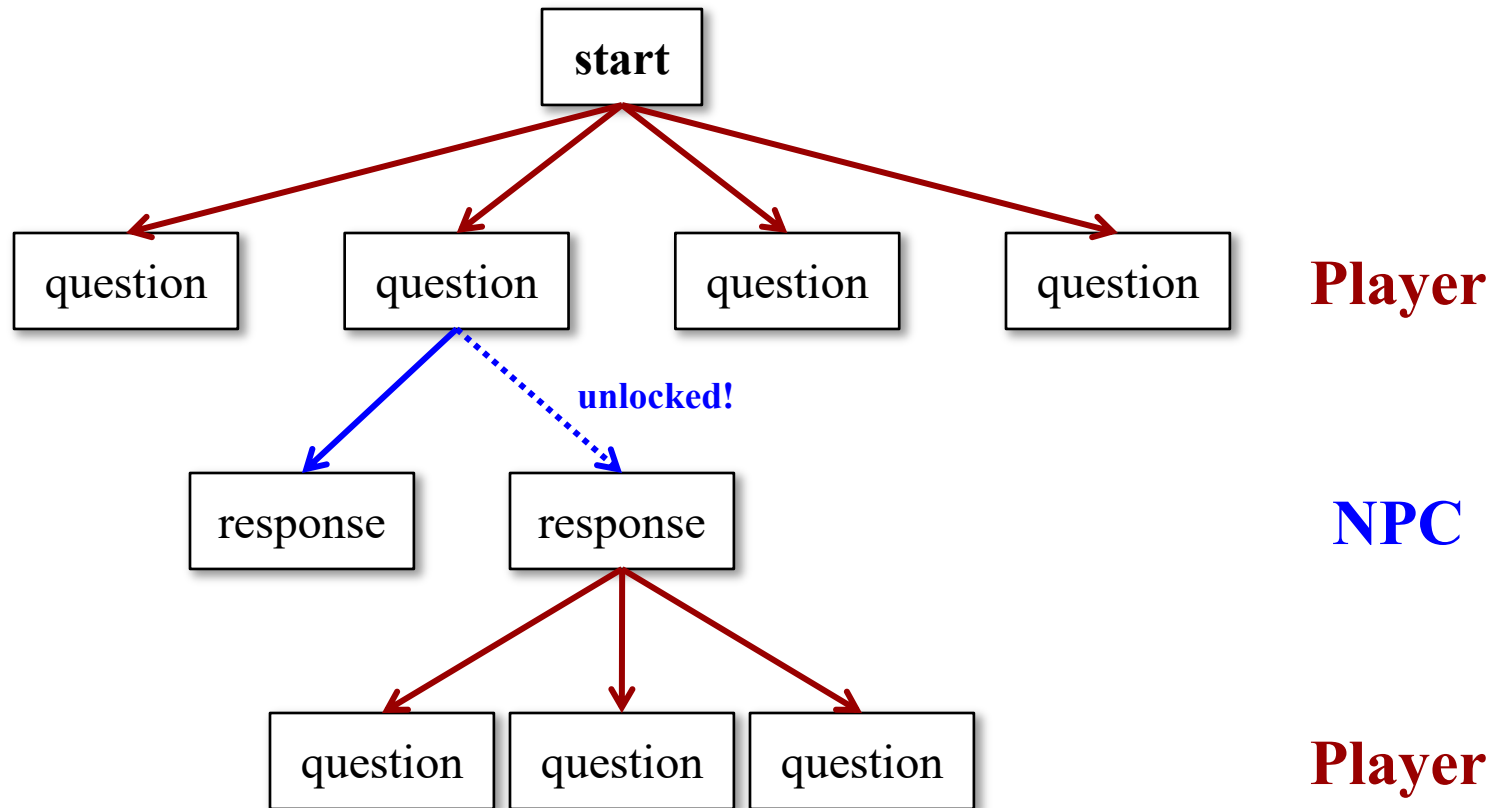 start
question question question question Player
unlocked!
response response NPC
question question question Player